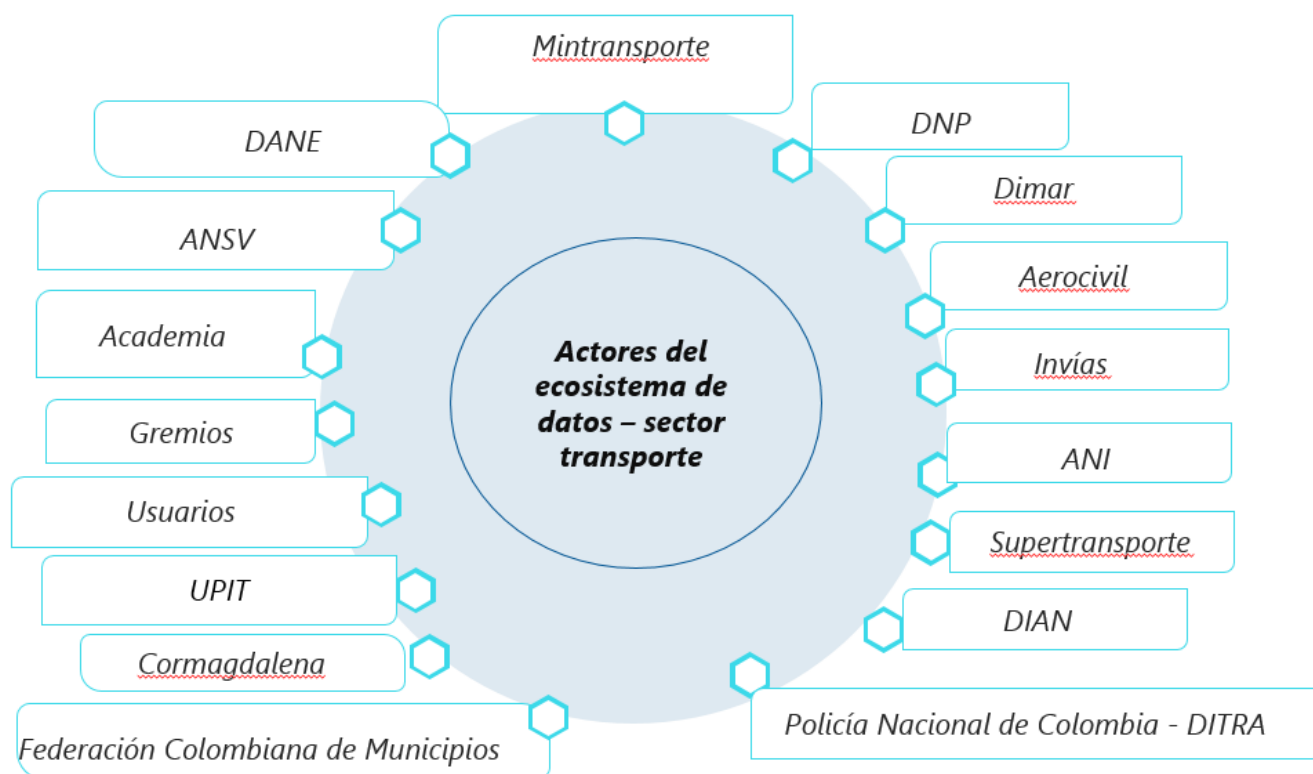 Mintransporte
DNP
DANE
Dimar
ANSV
Aerocivil
Academia
Invías
Actores del
ecosistema de
datos – sector
transporte
Gremios
ANI
Usuarios
Supertransporte
UPIT
DIAN
Cormagdalena
Policía Nacional de Colombia - DITRA
Federación Colombiana de Municipios